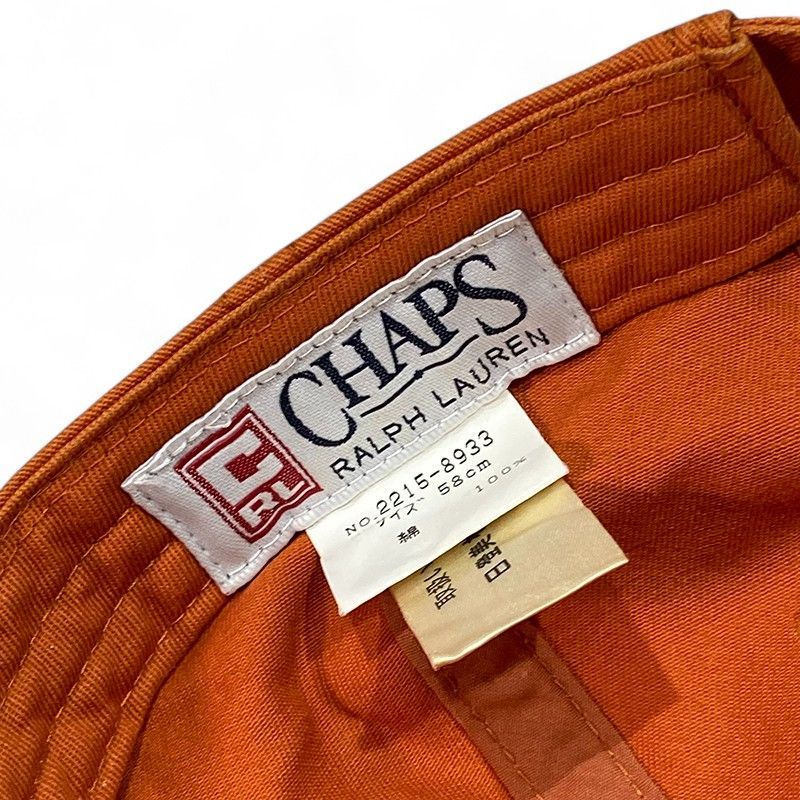 CHAPS
RALPH LAUREN
C
RL
NO.2215-8933
サイズ 58cm
綿 100%